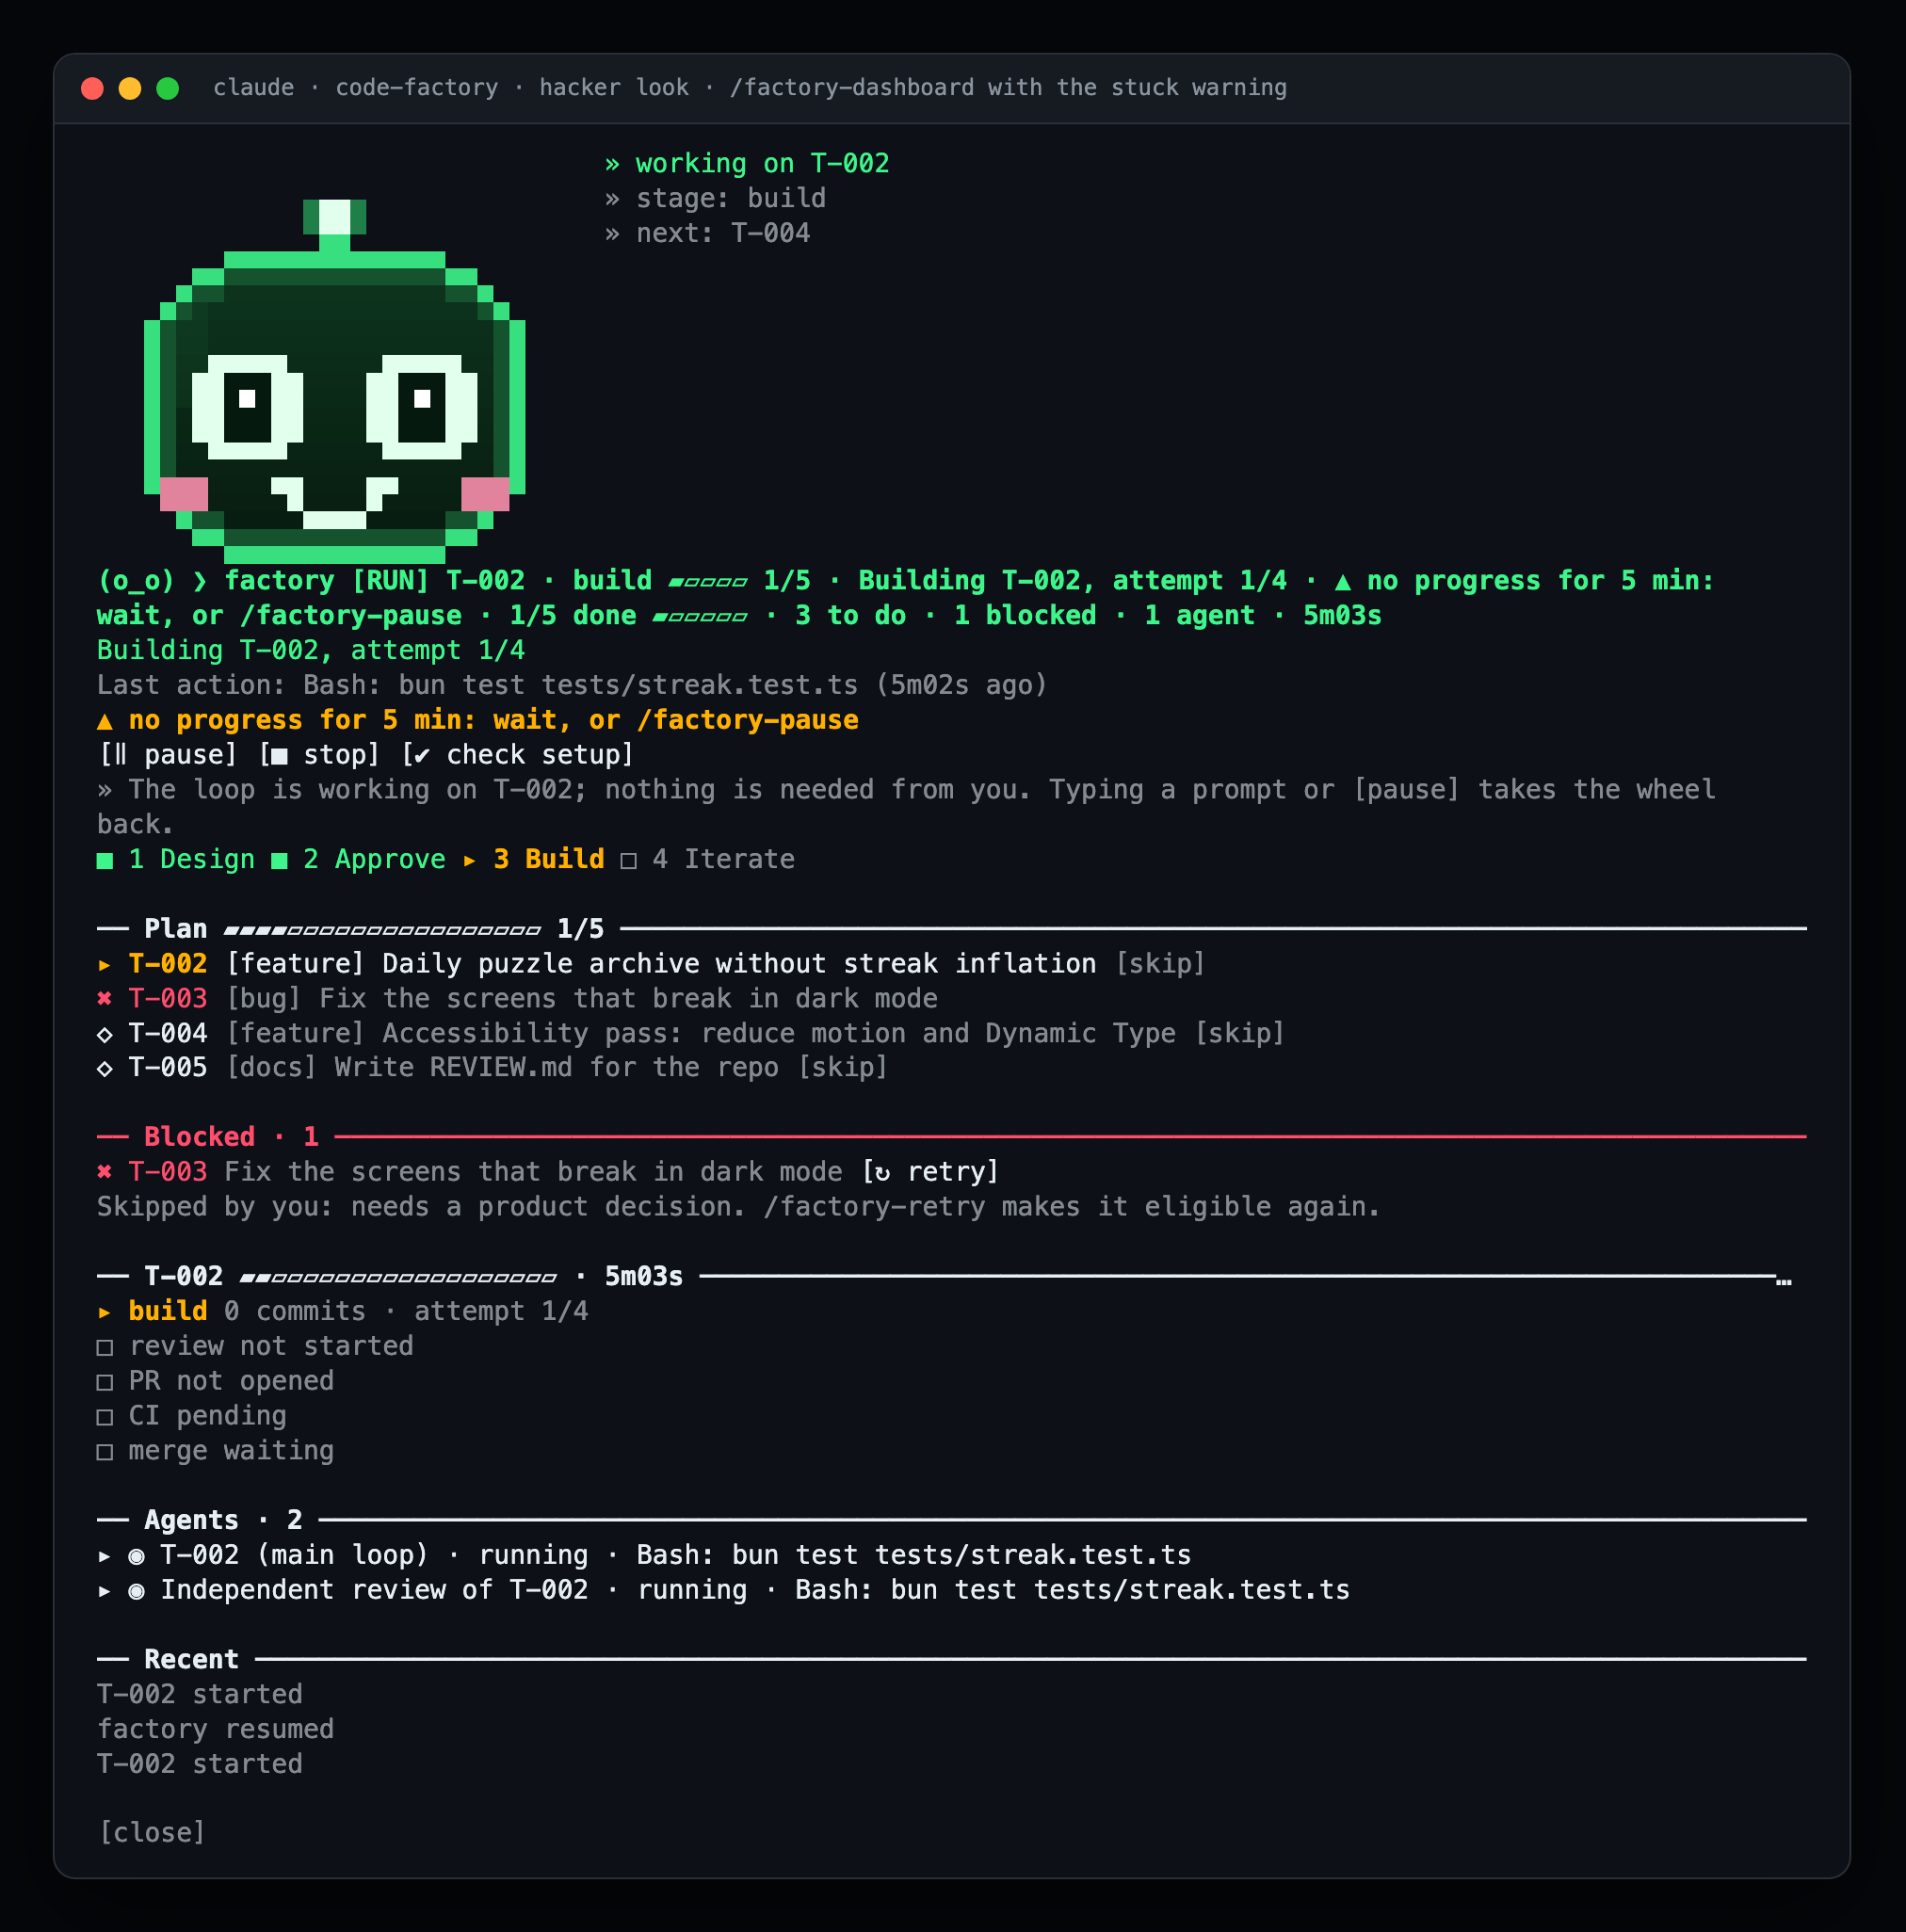 claude · code-factory · hacker look · /factory-dashboard with the stuck warning
» working on T-002
» stage: build
» next: T-004
(o_o) ❯ factory [RUN] T-002 · build ▰▱▱▱▱ 1/5 · Building T-002, attempt 1/4 · ▲ no progress for 5 min:
wait, or /factory-pause · 1/5 done ▰▱▱▱▱▱ · 3 to do · 1 blocked · 1 agent · 5m03s
Building T-002, attempt 1/4
Last action: Bash: bun test tests/streak.test.ts (5m02s ago)
▲ no progress for 5 min: wait, or /factory-pause
[‖ pause] [■ stop] [✔ check setup]
» The loop is working on T-002; nothing is needed from you. Typing a prompt or [pause] takes the wheel
back.
■ 1 Design ■ 2 Approve ▸ 3 Build □ 4 Iterate
── Plan ▰▰▰▰▱▱▱▱▱▱▱▱▱▱▱▱▱▱▱▱ 1/5 ──
▸ T-002 [feature] Daily puzzle archive without streak inflation [skip]
✖ T-003 [bug] Fix the screens that break in dark mode
◇ T-004 [feature] Accessibility pass: reduce motion and Dynamic Type [skip]
◇ T-005 [docs] Write REVIEW.md for the repo [skip]
── Blocked · 1 ──
✖ T-003 Fix the screens that break in dark mode [↻ retry]
Skipped by you: needs a product decision. /factory-retry makes it eligible again.
── T-002 ▰▰▱▱▱▱▱▱▱▱▱▱▱▱▱▱▱▱▱▱ · 5m03s ──…
▸ build 0 commits · attempt 1/4
□ review not started
□ PR not opened
□ CI pending
□ merge waiting
── Agents · 2 ──
▸ ◉ T-002 (main loop) · running · Bash: bun test tests/streak.test.ts
▸ ◉ Independent review of T-002 · running · Bash: bun test tests/streak.test.ts
── Recent ──
T-002 started
factory resumed
T-002 started
[close]